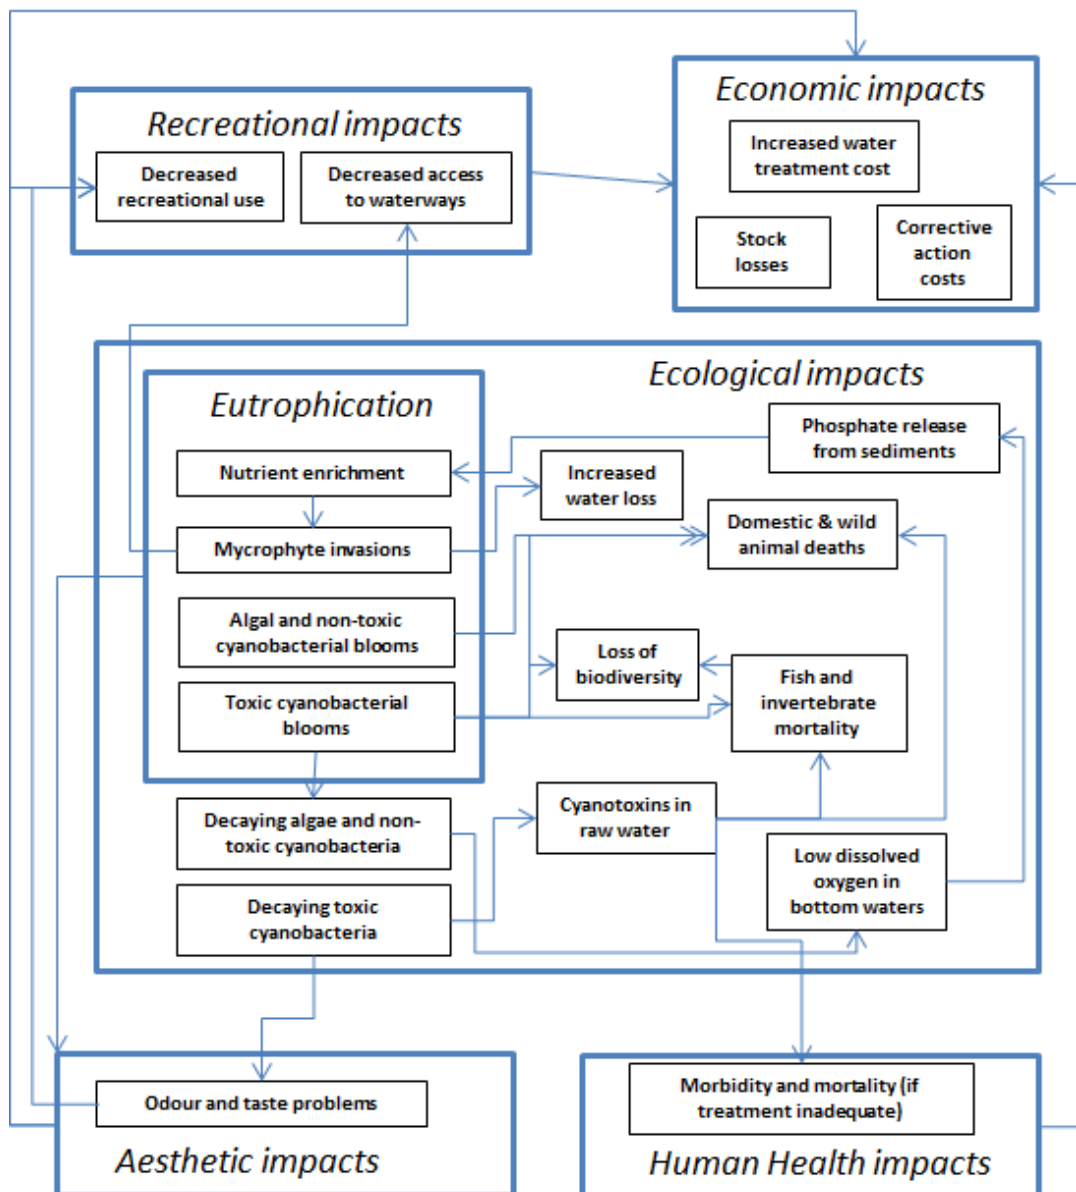 Recreational impacts
Decreased
recreational use
Decreased access
to waterways
Economic impacts
Increased water
treatment cost
Stock
losses
Corrective
action
costs
Ecological impacts
Eutrophication
Nutrient enrichment
Mycrophyte invasions
Algal and non-toxic
cyanobacterial blooms
Toxic cyanobacterial
blooms
Phosphate release
from sediments
Increased
water loss
Domestic & wild
animal deaths
Loss of
biodiversity
Fish and
invertebrate
mortality
Decaying algae and non-
toxic cyanobacteria
Cyanotoxins in
raw water
Low dissolved
oxygen in
bottom waters
Decaying toxic
cyanobacteria
Odour and taste problems
Aesthetic impacts
Morbidity and mortality (if
treatment inadequate)
Human Health impacts